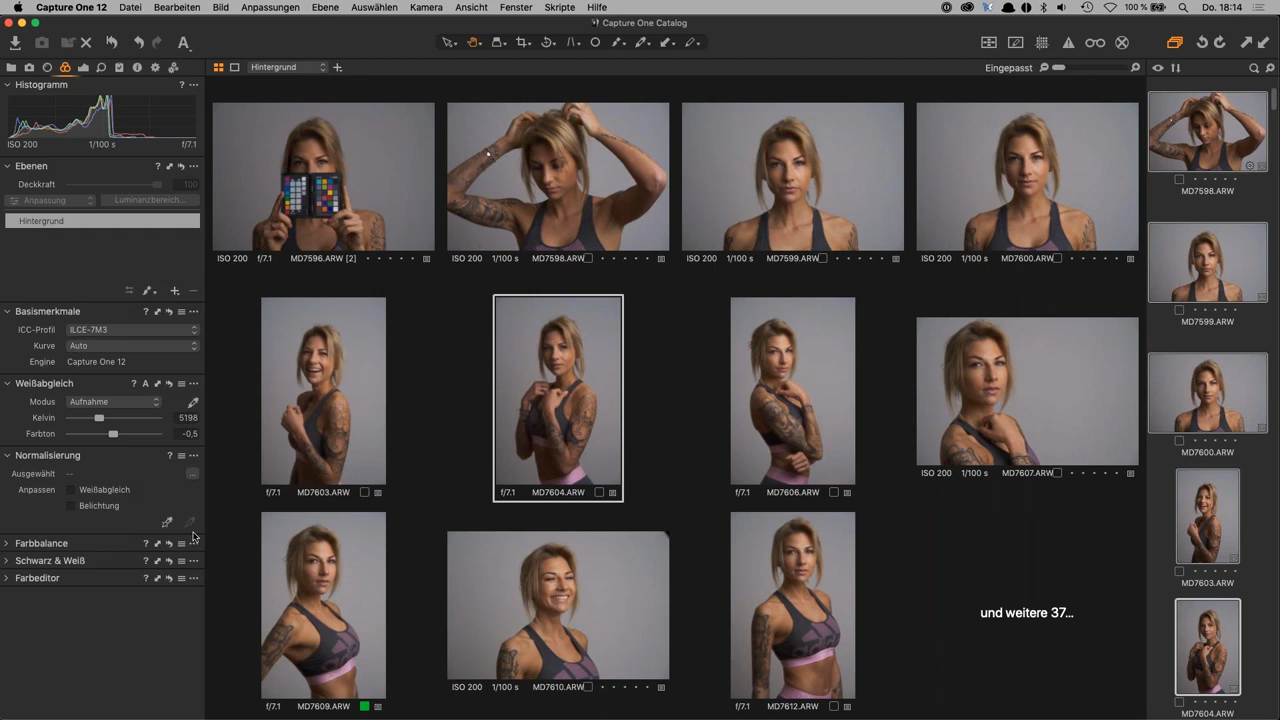 Capture One 12 Datei Bearbeiten Bild Anpassungen Ebene Auswählen Kamera Ansicht Fenster Skripte Hilfe 100 % Do. 18:14
Capture One Catalog
Hintergrund Eingepasst
Histogramm ?
ISO 200 1/100 s f/7.1
Ebenen ?
Deckkraft 100
Anpassung Luminanzbereich...
Hintergrund
Basismerkmale ?
ICC-Profil ILCE-7M3
Kurve Auto
Engine Capture One 12
Weißabgleich ? A
Modus Aufnahme
Kelvin 5198
Farbton -0,5
Normalisierung ?
Ausgewählt -- ...
Anpassen Weißabgleich
Belichtung
Farbbalance ?
Schwarz & Weiß ?
Farbeditor ?
ISO 200 f/7.1 MD7596.ARW [2]
ISO 200 1/100 s MD7598.ARW
ISO 200 1/100 s MD7599.ARW
ISO 200 1/100 s MD7600.ARW
f/7.1 MD7603.ARW
f/7.1 MD7604.ARW
f/7.1 MD7606.ARW
ISO 200 1/100 s MD7607.ARW
f/7.1 MD7609.ARW
ISO 200 1/100 s MD7610.ARW
f/7.1 MD7612.ARW
und weitere 37...
MD7598.ARW
MD7599.ARW
MD7600.ARW
MD7603.ARW
MD7604.ARW